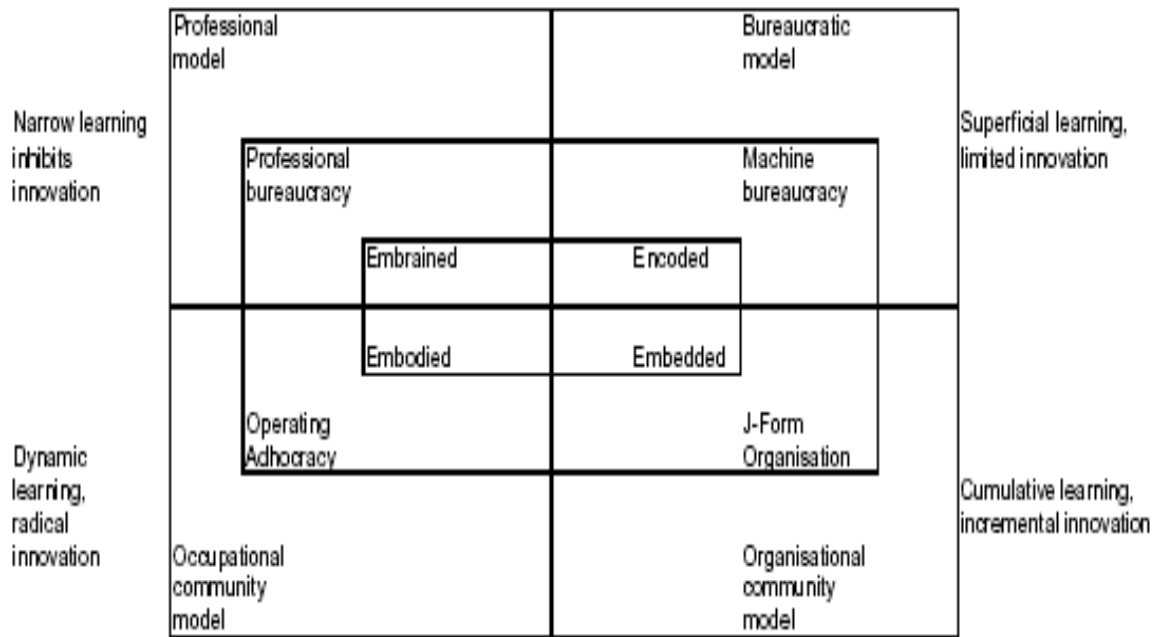 Professional
model
Bureaucratic
model
Narrow learning
inhibits
innovation
Superficial learning,
limited innovation
Professional
bureaucracy
Machine
bureaucracy
Embrained
Encoded
Embodied
Embedded
Operating
Adhocracy
J-Form
Organisation
Dynamic
learning,
radical
innovation
Cumulative learning,
incremental innovation
Occupational
community
model
Organisational
community
model